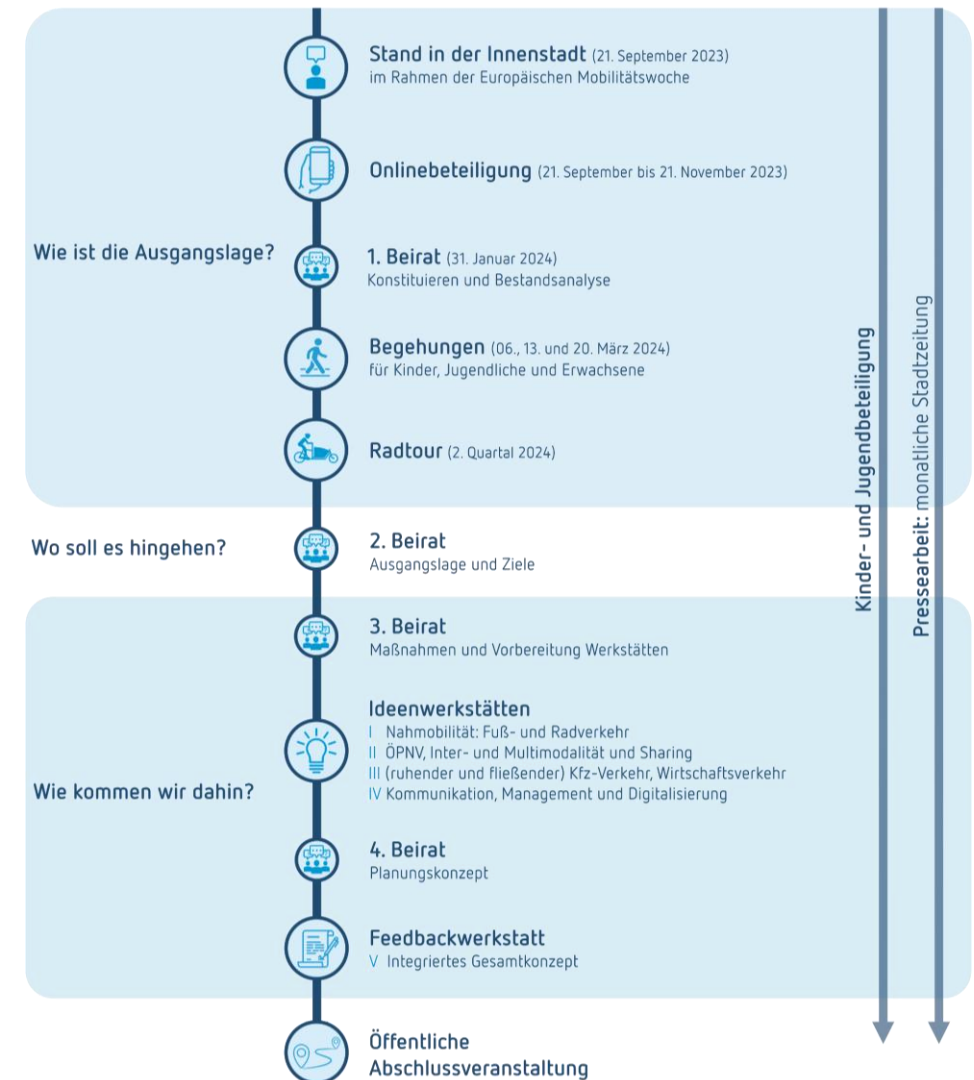 Stand in der Innenstadt (21. September 2023)
im Rahmen der Europäischen Mobilitätswoche
Onlinebeteiligung (21. September bis 21. November 2023)
Wie ist die Ausgangslage?
1. Beirat (31. Januar 2024)
Konstituieren und Bestandsanalyse
Begehungen (06., 13. und 20. März 2024)
für Kinder, Jugendliche und Erwachsene
Radtour (2. Quartal 2024)
Wo soll es hingehen?
2. Beirat
Ausgangslage und Ziele
3. Beirat
Maßnahmen und Vorbereitung Werkstätten
Ideenwerkstätten
I Nahmobilität: Fuß- und Radverkehr
II ÖPNV, Inter- und Multimodalität und Sharing
III (ruhender und fließender) Kfz-Verkehr, Wirtschaftsverkehr
IV Kommunikation, Management und Digitalisierung
Wie kommen wir dahin?
4. Beirat
Planungskonzept
Feedbackwerkstatt
V Integriertes Gesamtkonzept
Öffentliche
Abschlussveranstaltung
Kinder- und Jugendbeteiligung
Pressearbeit: monatliche Stadtzeitung